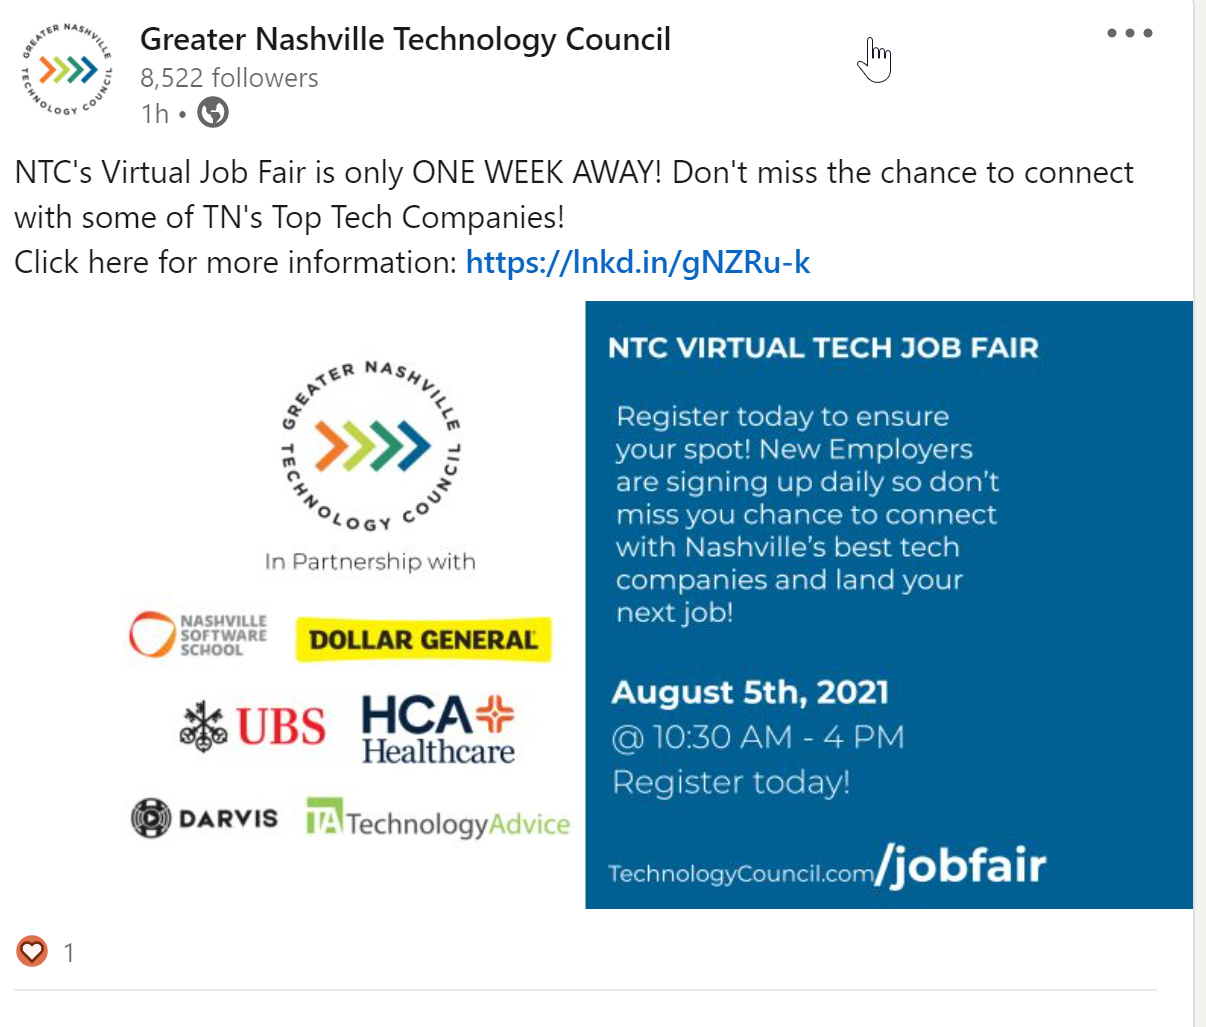 Greater Nashville Technology Council
8,522 followers
1h •
NTC's Virtual Job Fair is only ONE WEEK AWAY! Don't miss the chance to connect
with some of TN's Top Tech Companies!
Click here for more information: https://lnkd.in/gNZRu-k
GREATER NASHVILLE TECHNOLOGY COUNCIL
In Partnership with
NASHVILLE
SOFTWARE
SCHOOL
DOLLAR GENERAL
UBS
HCA
Healthcare
DARVIS
TA TechnologyAdvice
NTC VIRTUAL TECH JOB FAIR
Register today to ensure
your spot! New Employers
are signing up daily so don't
miss you chance to connect
with Nashville's best tech
companies and land your
next job!
August 5th, 2021
@ 10:30 AM - 4 PM
Register today!
TechnologyCouncil.com/jobfair
1
GREATER NASHVILLE TECHNOLOGY COUNCIL